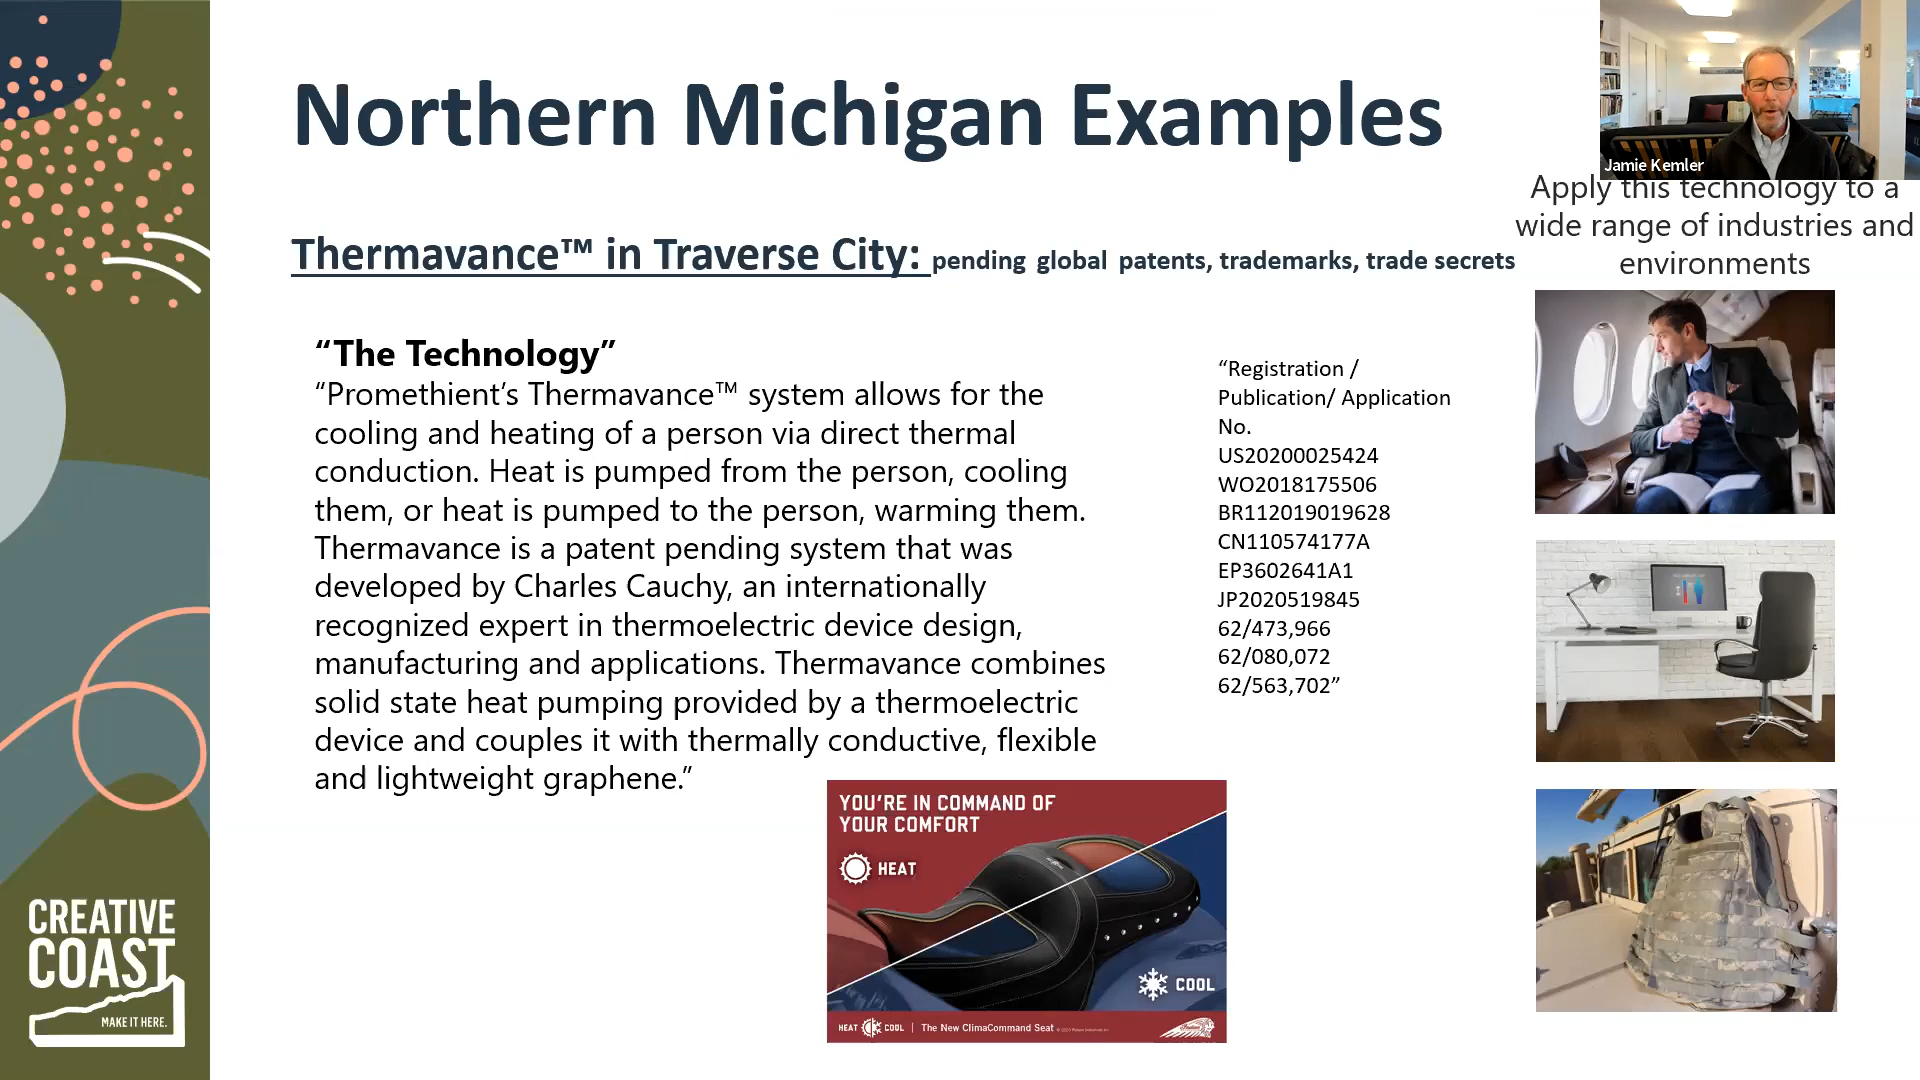 Northern Michigan Examples
Jamie Kemler
Apply this technology to a
wide range of industries and
environments
Thermavance™ in Traverse City: pending global patents, trademarks, trade secrets
“The Technology”
“Promethient’s Thermavance™ system allows for the
cooling and heating of a person via direct thermal
conduction. Heat is pumped from the person, cooling
them, or heat is pumped to the person, warming them.
Thermavance is a patent pending system that was
developed by Charles Cauchy, an internationally
recognized expert in thermoelectric device design,
manufacturing and applications. Thermavance combines
solid state heat pumping provided by a thermoelectric
device and couples it with thermally conductive, flexible
and lightweight graphene.”
“Registration /
Publication/ Application
No.
US20200025424
WO2018175506
BR112019019628
CN110574177A
EP3602641A1
JP2020519845
62/473,966
62/080,072
62/563,702”
YOU’RE IN COMMAND OF
YOUR COMFORT
HEAT
COOL
HEAT COOL | The New ClimaCommand Seat
CREATIVE
COAST
MAKE IT HERE.